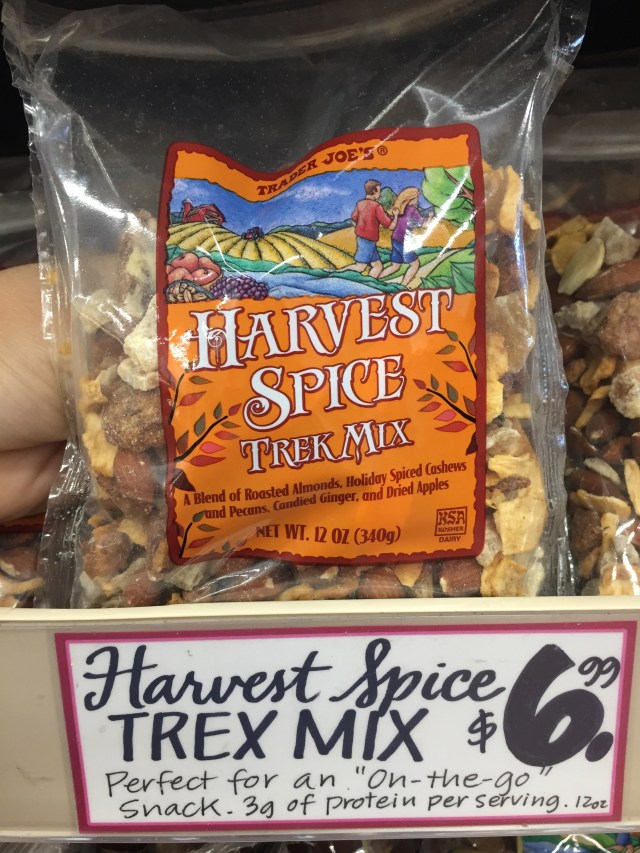 TRADER JOE'S®
HARVEST
SPICE
TREK MIX
A Blend of Roasted Almonds, Holiday Spiced Cashews
and Pecans, Candied Ginger, and Dried Apples
NET WT. 12 OZ (340g)
KSA
KOSHER
DAIRY
Harvest Spice
TREX MIX $6.99
Perfect for an "On-the-go"
Snack. 3g of Protein per serving. 12oz